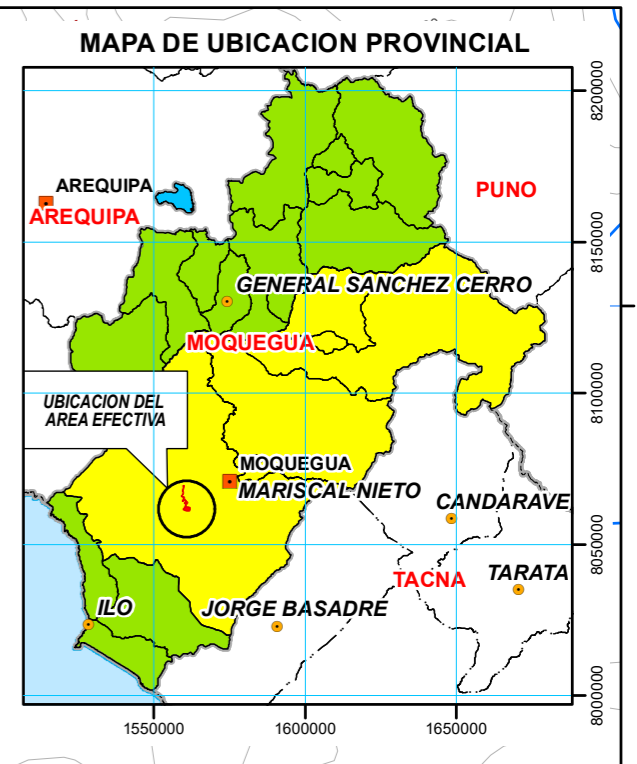 MAPA DE UBICACION PROVINCIAL
8200000
AREQUIPA
PUNO
AREQUIPA
8150000
GENERAL SANCHEZ CERRO
MOQUEGUA
8100000
UBICACION DEL
AREA EFECTIVA
MOQUEGUA
MARISCAL NIETO
CANDARAVE
8050000
TACNA
TARATA
ILO
JORGE BASADRE
8000000
1550000
1600000
1650000